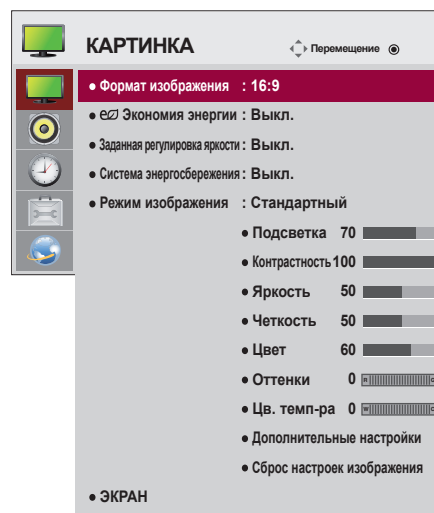 КАРТИНКА
Перемещение
• Формат изображения : 16:9
• Экономия энергии : Выкл.
• Заданная регулировка яркости : Выкл.
• Система энергосбережения : Выкл.
• Режим изображения : Стандартный
• Подсветка 70
• Контрастность 100
• Яркость 50
• Четкость 50
• Цвет 60
• Оттенки 0
• Цв. темп-ра 0
• Дополнительные настройки
• Сброс настроек изображения
• ЭКРАН